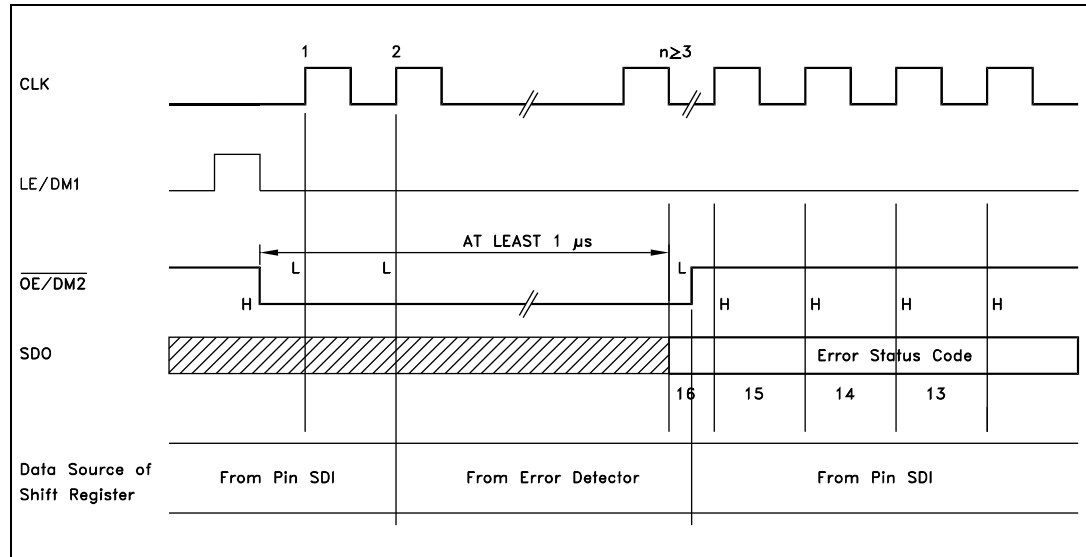 1 2 n≥3
CLK
LE/DM1
AT LEAST 1 µs
L L L
OE/DM2
H H H H H
SDO
Error Status Code
16 15 14 13
Data Source of
Shift Register
From Pin SDI From Error Detector From Pin SDI